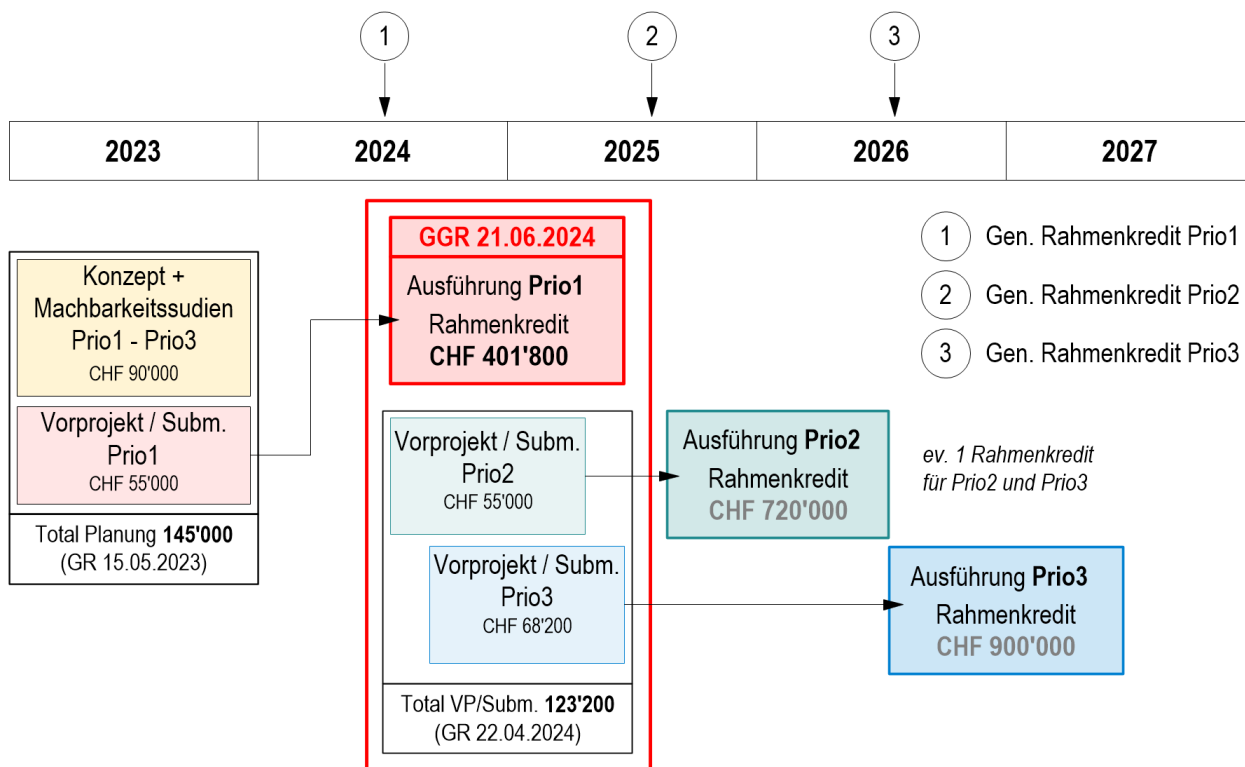 1
2
3
2023
2024
2025
2026
2027
Konzept +
Machbarkeitssudien
Prio1 - Prio3
CHF 90'000
Vorprojekt / Subm.
Prio1
CHF 55'000
Total Planung 145'000
(GR 15.05.2023)
GGR 21.06.2024
Ausführung Prio1
Rahmenkredit
CHF 401'800
Vorprojekt / Subm.
Prio2
CHF 55'000
Vorprojekt / Subm.
Prio3
CHF 68'200
Total VP/Subm. 123'200
(GR 22.04.2024)
Ausführung Prio2
Rahmenkredit
CHF 720'000
Ausführung Prio3
Rahmenkredit
CHF 900'000
1 Gen. Rahmenkredit Prio1
2 Gen. Rahmenkredit Prio2
3 Gen. Rahmenkredit Prio3
ev. 1 Rahmenkredit
für Prio2 und Prio3